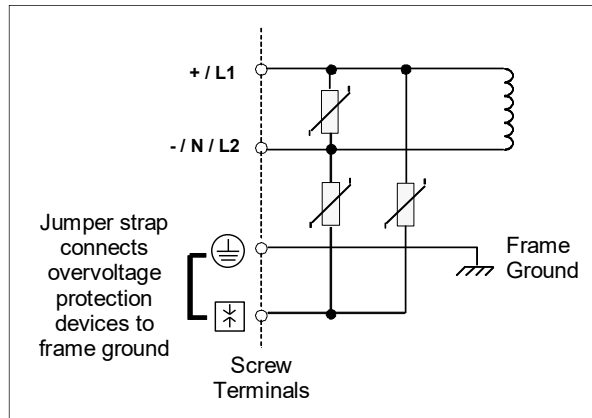 + / L1
- / N / L2
Jumper strap
connects
overvoltage
protection
devices to
frame ground
Frame
Ground
Screw
Terminals